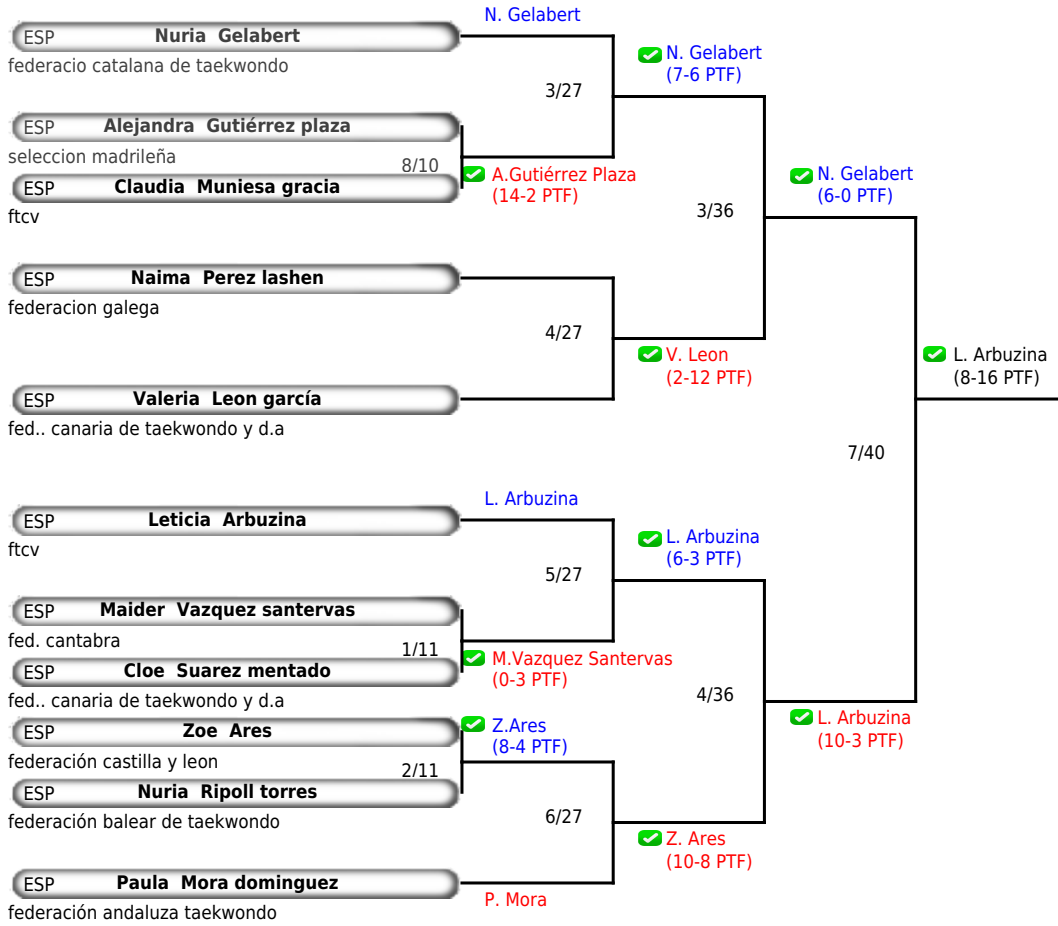 N. Gelabert
ESP Nuria Gelabert
federacio catalana de taekwondo
N. Gelabert
(7-6 PTF)
3/27
ESP Alejandra Gutiérrez plaza
seleccion madrileña
8/10
A.Gutiérrez Plaza
(14-2 PTF)
ESP Claudia Muniesa gracia
ftcv
N. Gelabert
(6-0 PTF)
3/36
ESP Naima Perez lashen
federacion galega
4/27
V. Leon
(2-12 PTF)
L. Arbuzina
(8-16 PTF)
ESP Valeria Leon garcía
fed.. canaria de taekwondo y d.a
7/40
L. Arbuzina
ESP Leticia Arbuzina
ftcv
L. Arbuzina
(6-3 PTF)
5/27
ESP Maider Vazquez santervas
fed. cantabra
1/11
M.Vazquez Santervas
(0-3 PTF)
ESP Cloe Suarez mentado
fed.. canaria de taekwondo y d.a
4/36
L. Arbuzina
(10-3 PTF)
ESP Zoe Ares
Z.Ares
(8-4 PTF)
federación castilla y leon
2/11
ESP Nuria Ripoll torres
federación balear de taekwondo
6/27
Z. Ares
(10-8 PTF)
ESP Paula Mora dominguez
P. Mora
federación andaluza taekwondo